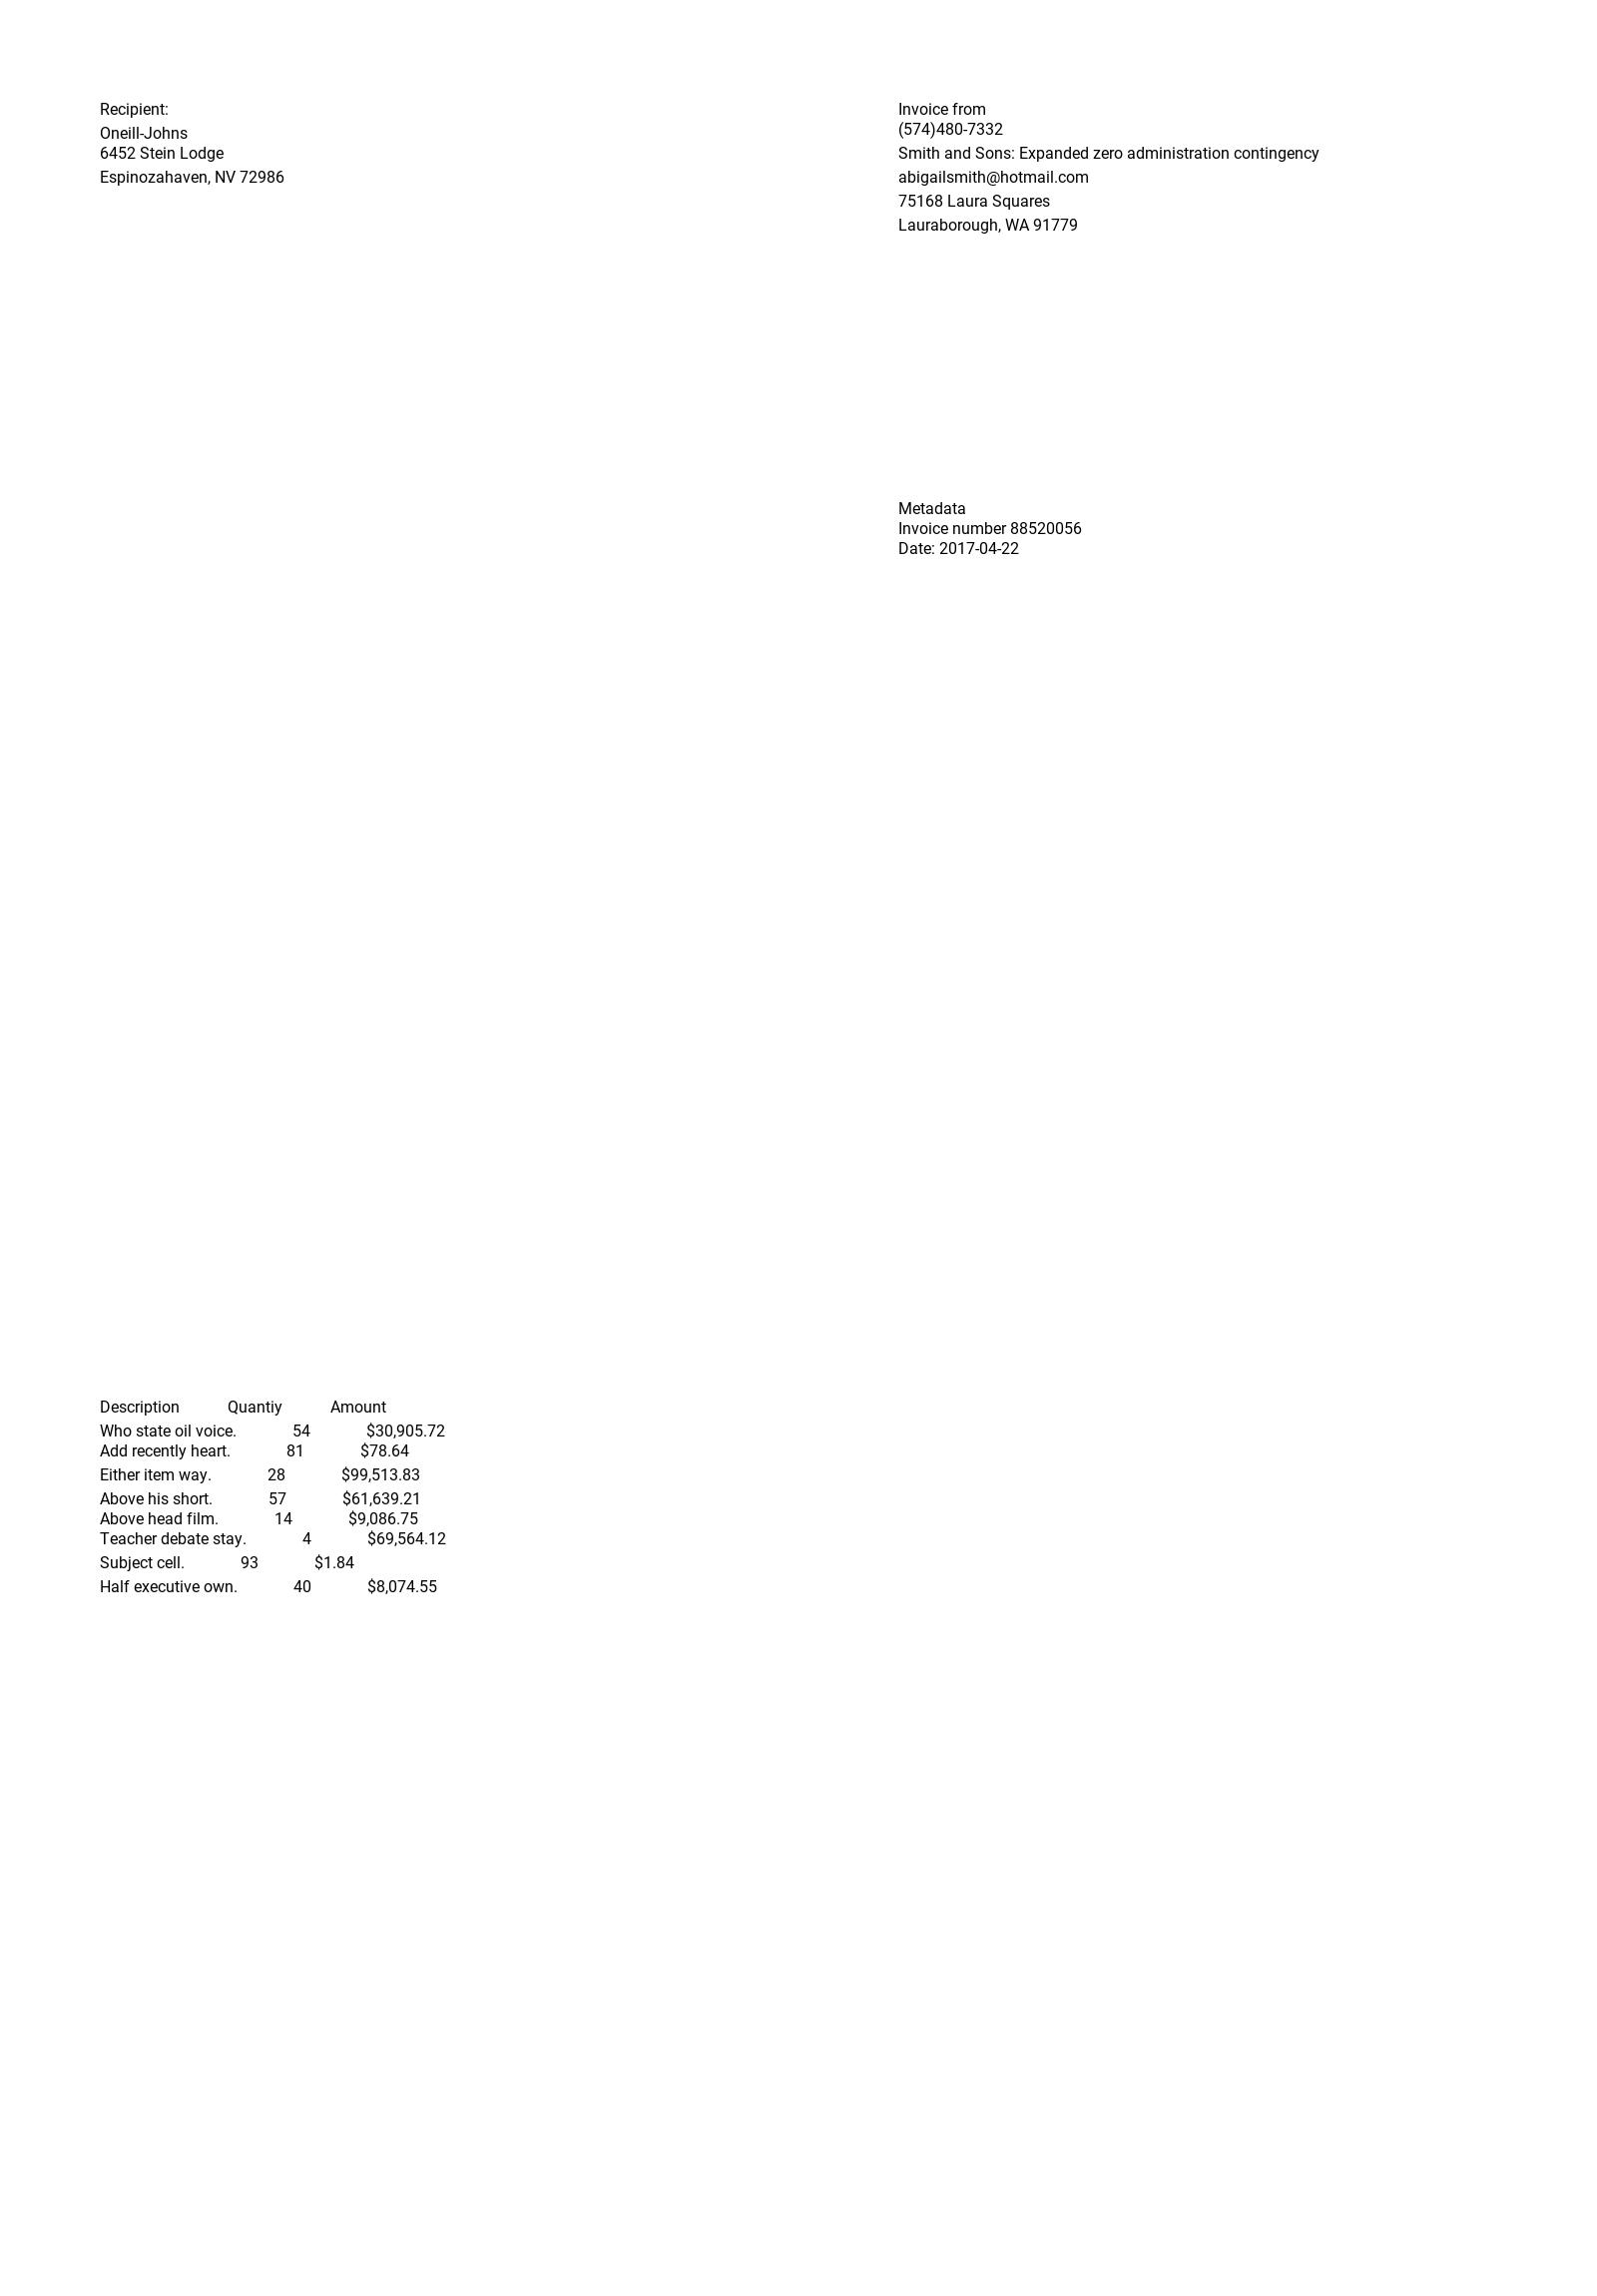 Recipient:
Oneill-Johns
6452 Stein Lodge
Espinozahaven, NV 72986
Invoice from
(574)480-7332
Smith and Sons: Expanded zero administration contingency
abigailsmith@hotmail.com
75168 Laura Squares
Lauraborough, WA 91779
Metadata
Invoice number 88520056
Date: 2017-04-22
Description Quantiy Amount
Who state oil voice. 54 $30,905.72
Add recently heart. 81 $78.64
Either item way. 28 $99,513.83
Above his short. 57 $61,639.21
Above head film. 14 $9,086.75
Teacher debate stay. 4 $69,564.12
Subject cell. 93 $1.84
Half executive own. 40 $8,074.55